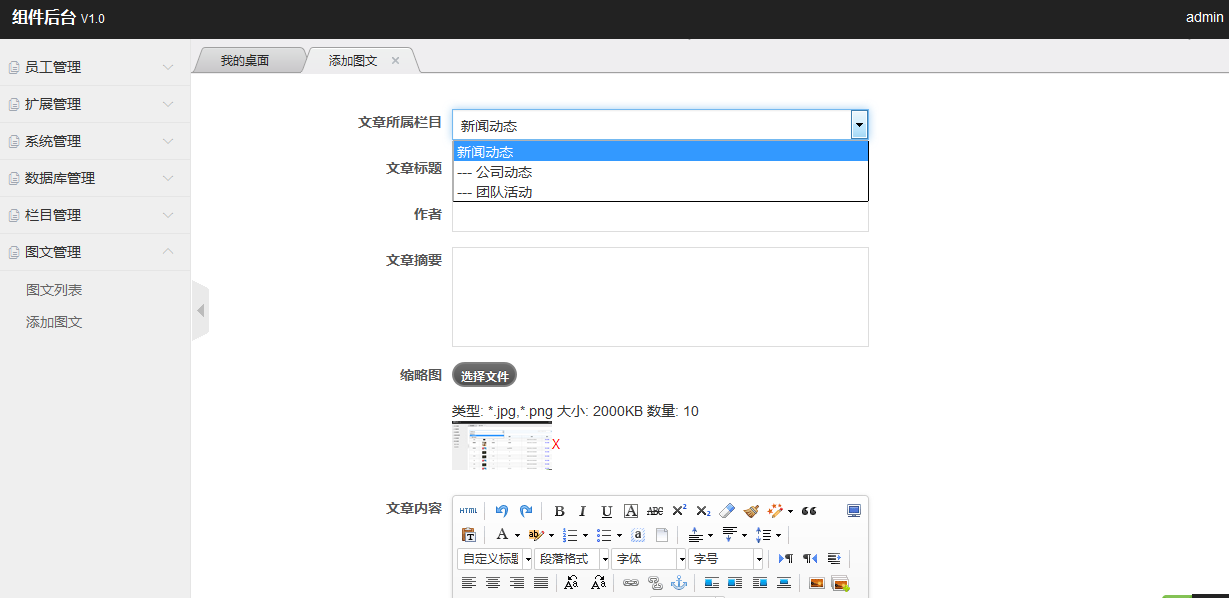 组件后台 V1.0
admin
员工管理
扩展管理
系统管理
数据库管理
栏目管理
图文管理
图文列表
添加图文
我的桌面
添加图文 ×
文章所属栏目
新闻动态
新闻动态
--- 公司动态
--- 团队活动
文章标题
作者
文章摘要
缩略图
选择文件
类型: *.jpg,*.png 大小: 2000KB 数量: 10
X
文章内容
HTML B I U A ABC X² X₂
A ab a
自定义标题 段落格式 字体 字号